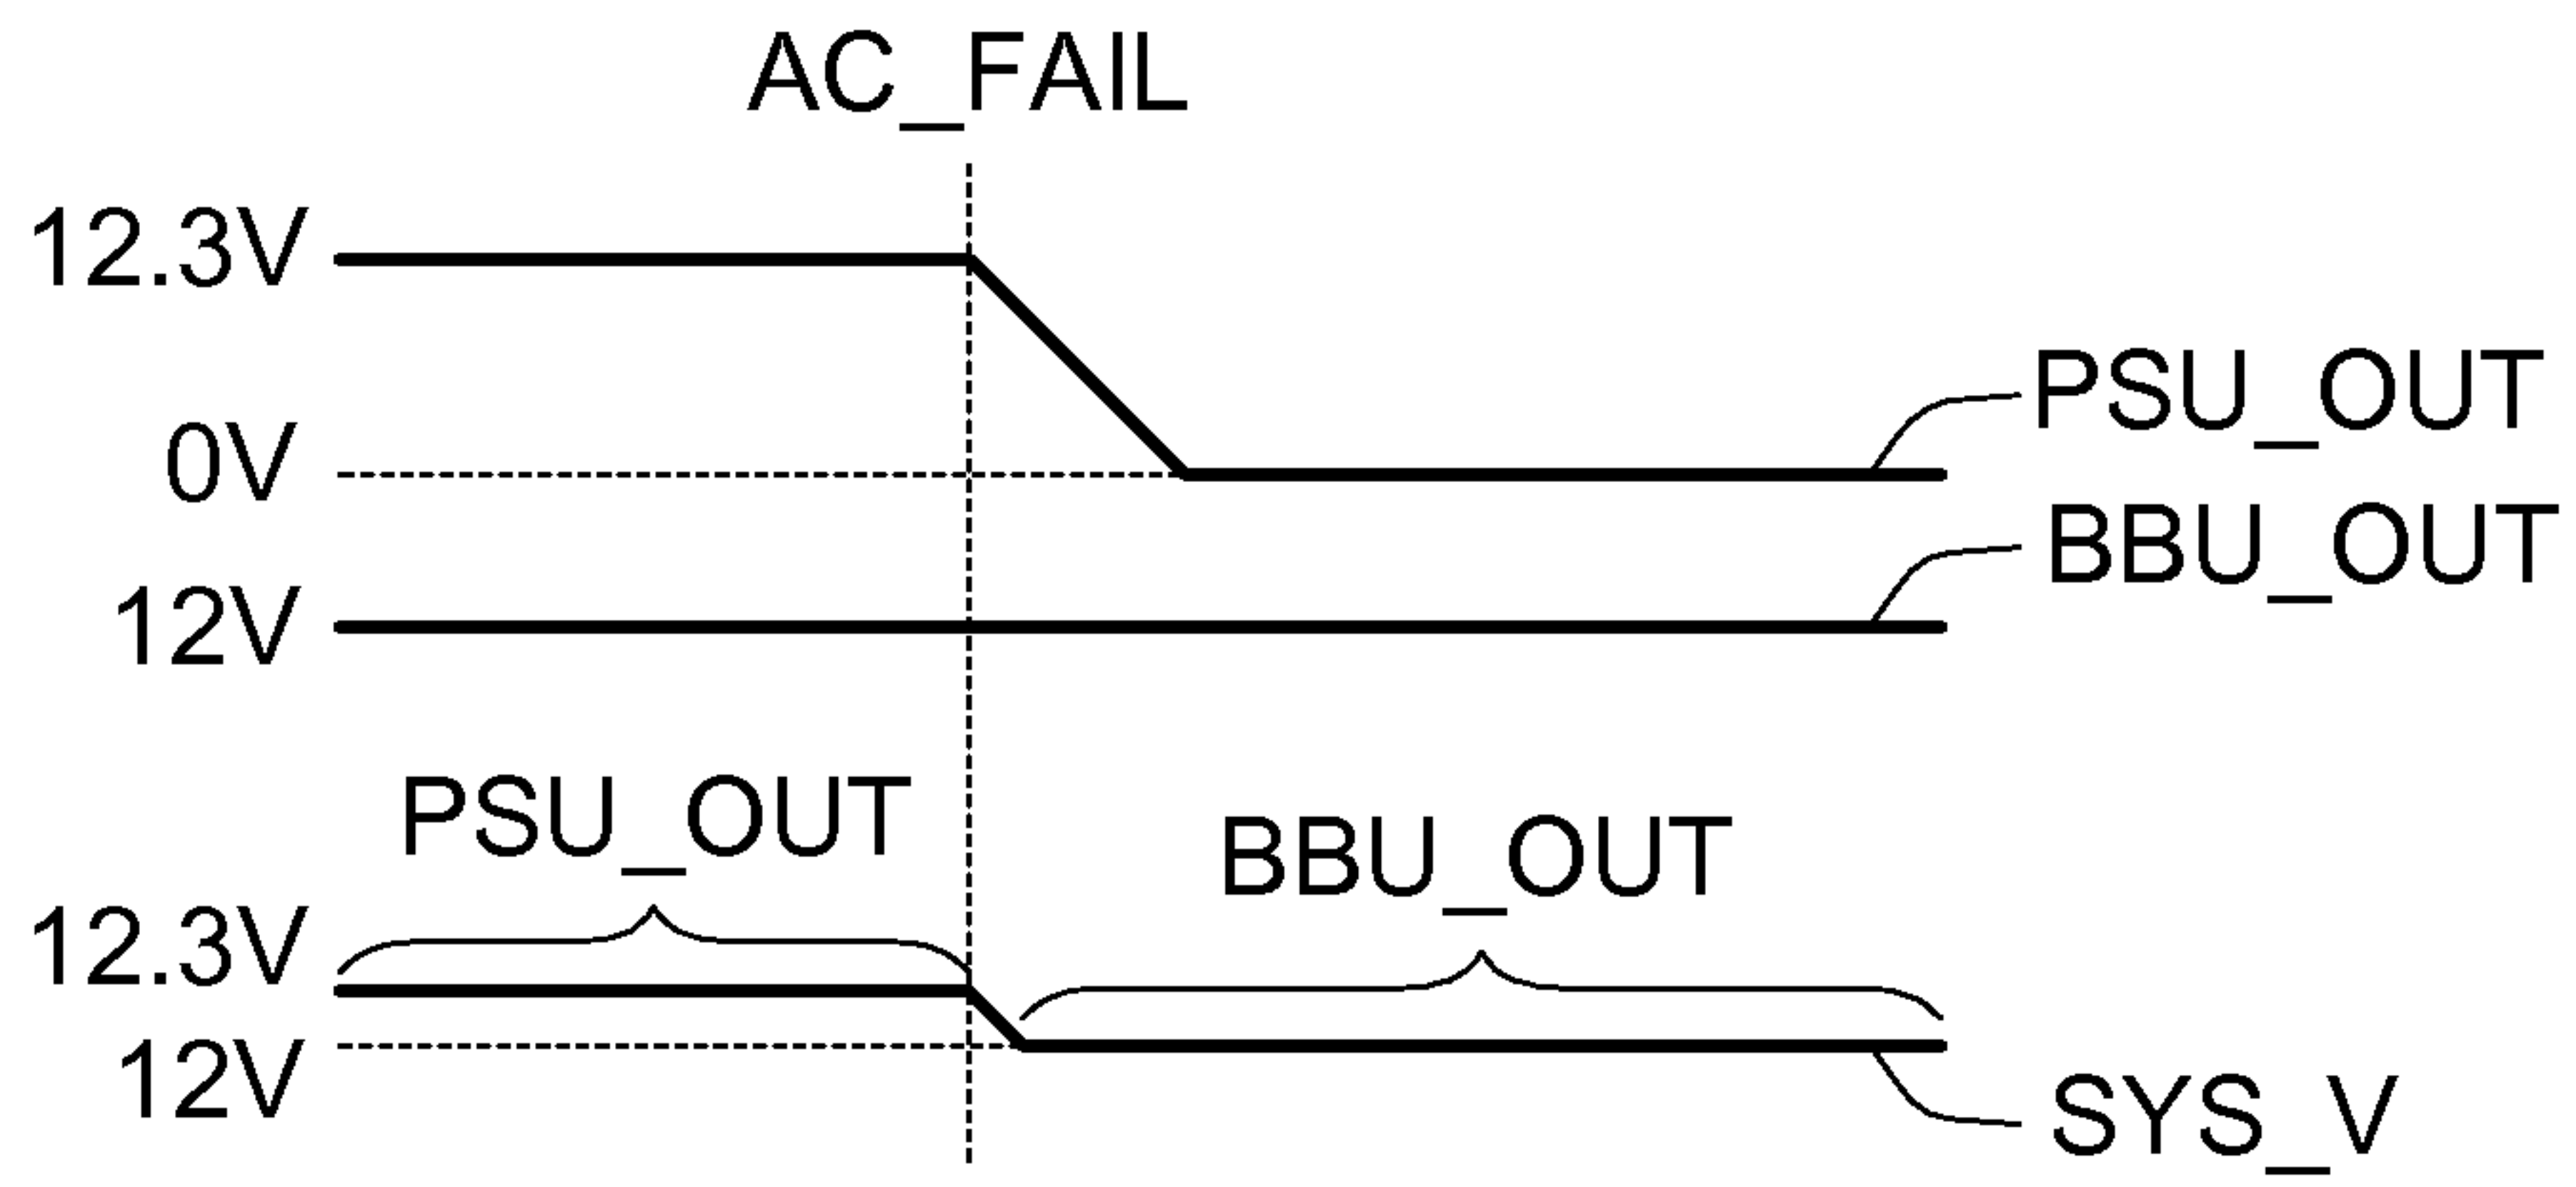 AC_FAIL
12.3V
0V
PSU_OUT
BBU_OUT
12V
PSU_OUT
BBU_OUT
12.3V
12V
SYS_V